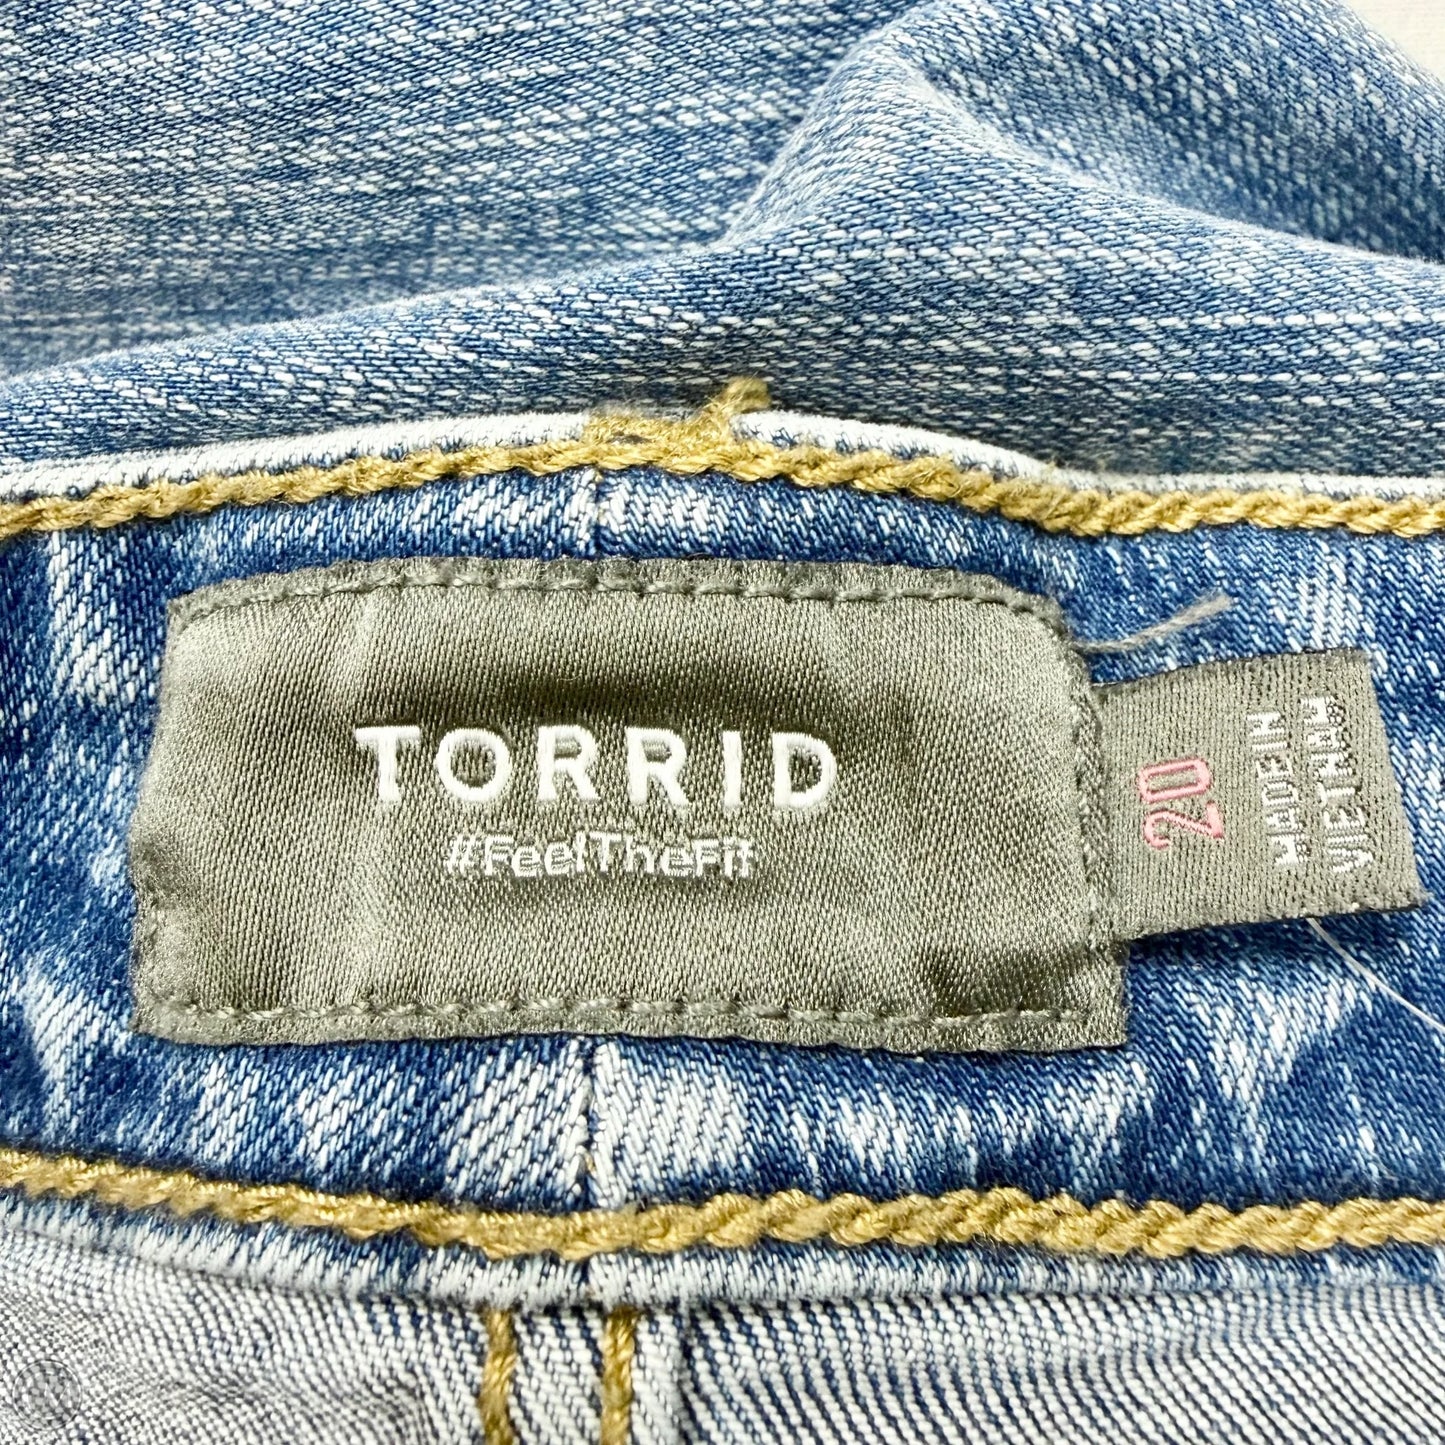 TORRID
#FeelTheFit
20
MADE IN
VIETNAM